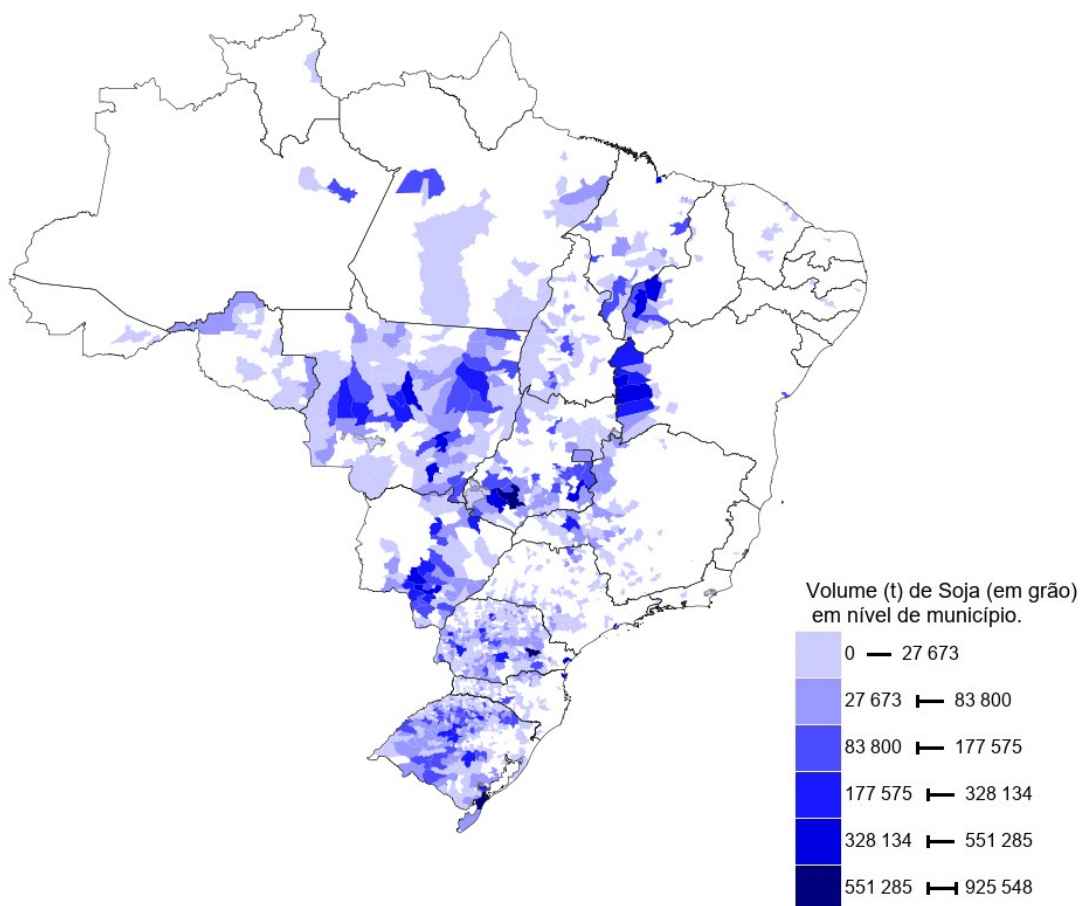 Volume (t) de Soja (em grão)
em nível de município.
0 — 27 673
27 673 ⊢ 83 800
83 800 ⊢ 177 575
177 575 ⊢ 328 134
328 134 ⊢ 551 285
551 285 ⊢⊣ 925 548